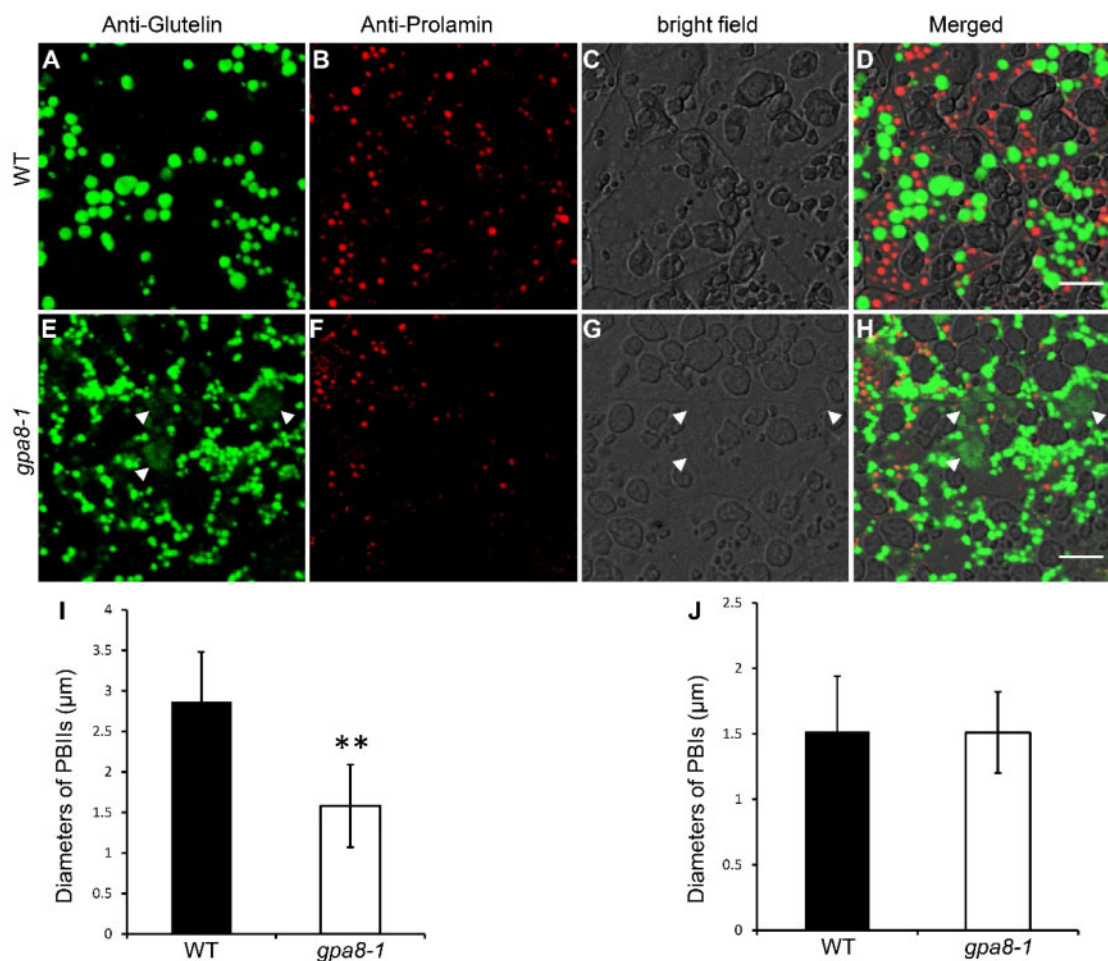 Anti-Glutelin Anti-Prolamin bright field Merged
WT A B C D
gpa8-1 E F G H
I
Diameters of PBIIs (μm)
4
3.5
3
2.5
2
1.5
1
0.5
0
**
WT gpa8-1
J
Diameters of PBIs (μm)
2.5
2
1.5
1
0.5
0
WT gpa8-1